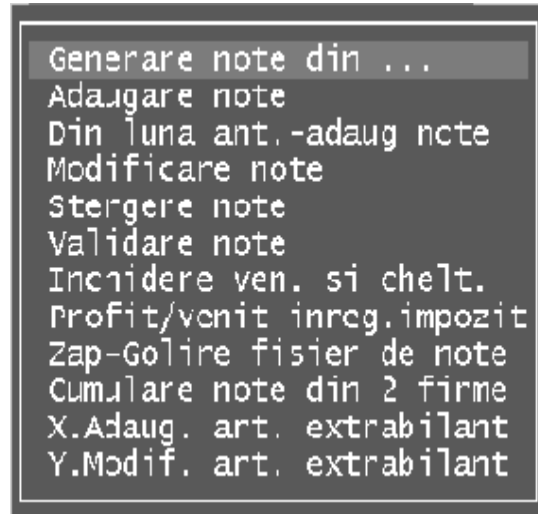 Generare note din ...
Adaugare note
Din luna ant.-adaug note
Modificare note
Stergere note
Validare note
Inchidere ven. si chelt.
Profit/venit inreg.impozit
Zap-Golire fisier de note
Cumulare note din 2 firme
X.Adaug. art. extrabilant
Y.Modif. art. extrabilant